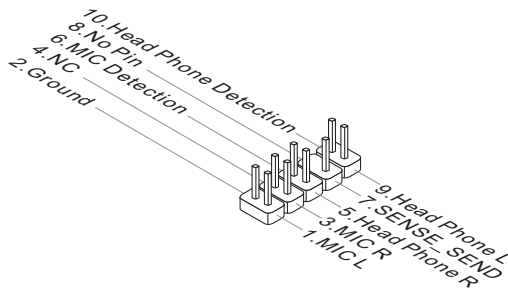 10.Head Phone Detection
8.No Pin
6.MIC Detection
4.NC
2.Ground
9.Head Phone L
7.SENSE_SEND
5.Head Phone R
3.MIC R
1.MIC L